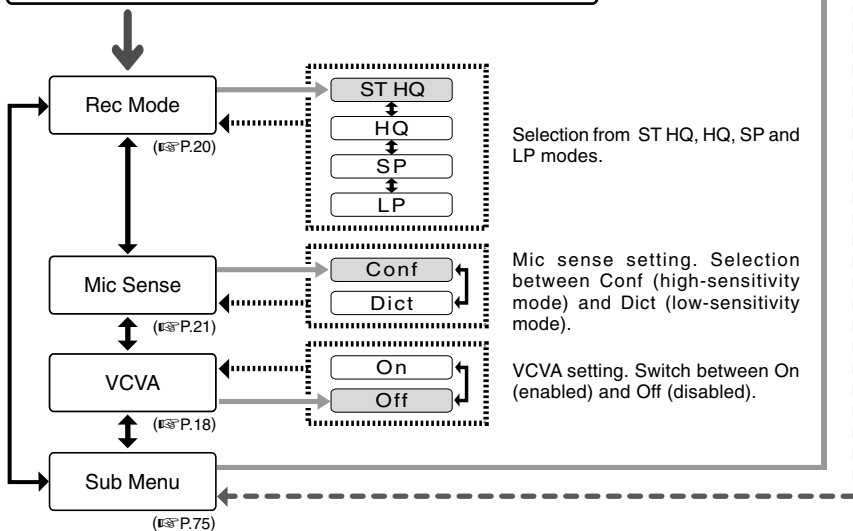 Rec Mode
(☞P.20)
ST HQ
HQ
SP
LP
Selection from ST HQ, HQ, SP and
LP modes.
Mic Sense
(☞P.21)
Conf
Dict
Mic sense setting. Selection
between Conf (high-sensitivity
mode) and Dict (low-sensitivity
mode).
VCVA
(☞P.18)
On
Off
VCVA setting. Switch between On
(enabled) and Off (disabled).
Sub Menu
(☞P.75)